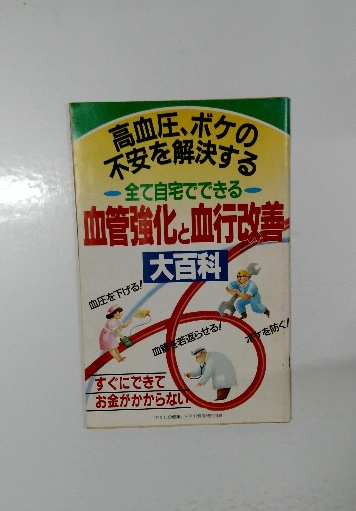 高血圧、ボケの
不安を解決する
全て自宅でできる
血管強化と血行改善
大百科
血圧を下げる!
血管を若返らせる!
ボケを防ぐ!
すぐにできて
お金がかからない